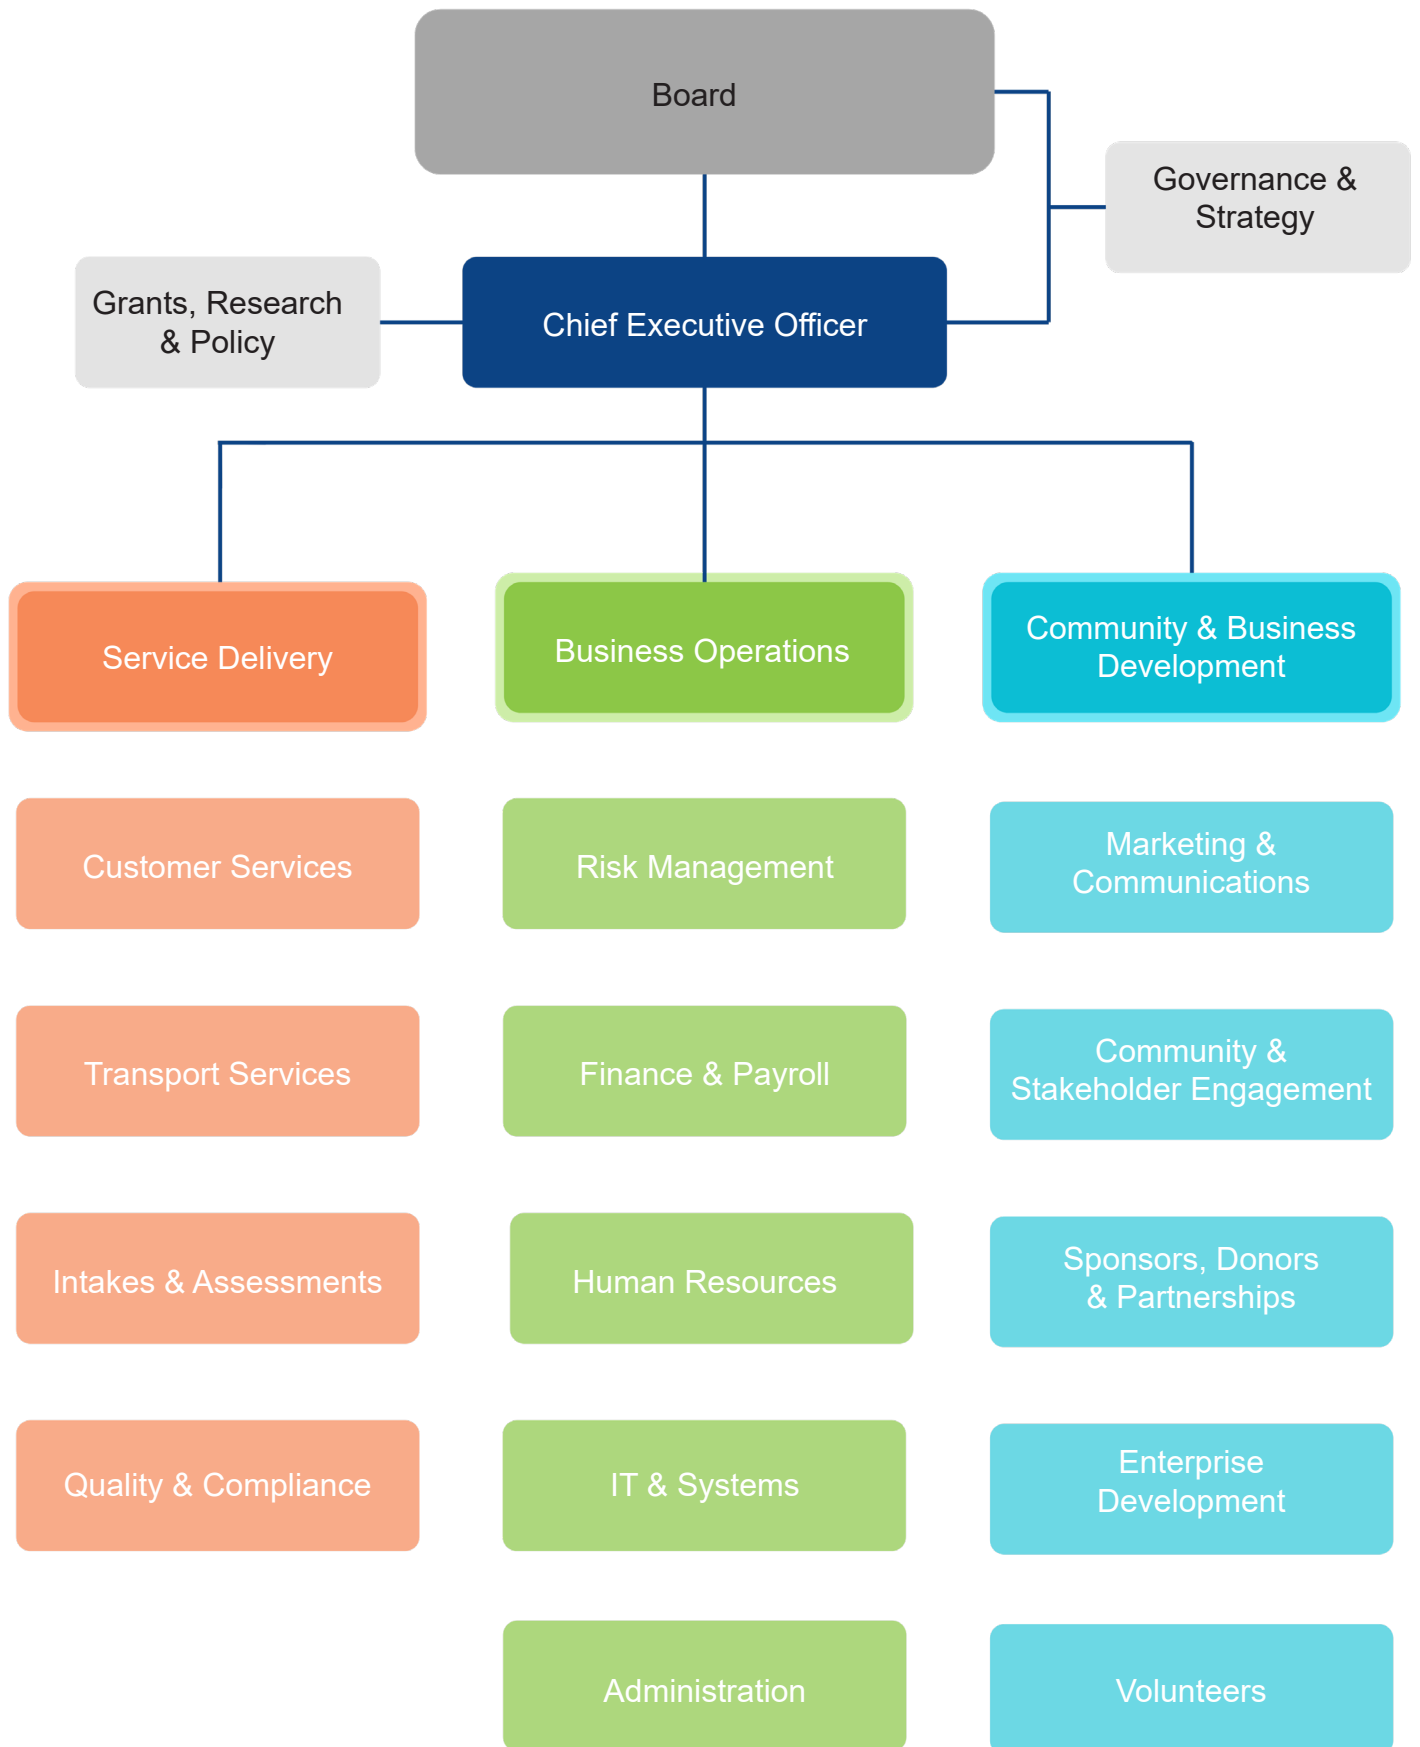 Board
Governance &
Strategy
Grants, Research
& Policy
Chief Executive Officer
Service Delivery
Business Operations
Community & Business
Development
Customer Services
Risk Management
Marketing &
Communications
Transport Services
Finance & Payroll
Community &
Stakeholder Engagement
Intakes & Assessments
Human Resources
Sponsors, Donors
& Partnerships
Quality & Compliance
IT & Systems
Enterprise
Development
Administration
Volunteers